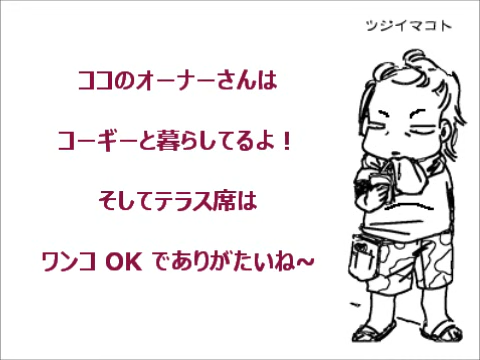 ツジイマコト
ココのオーナーさんは
コーギーと暮らしてるよ！
そしてテラス席は
ワンコ OK でありがたいね~